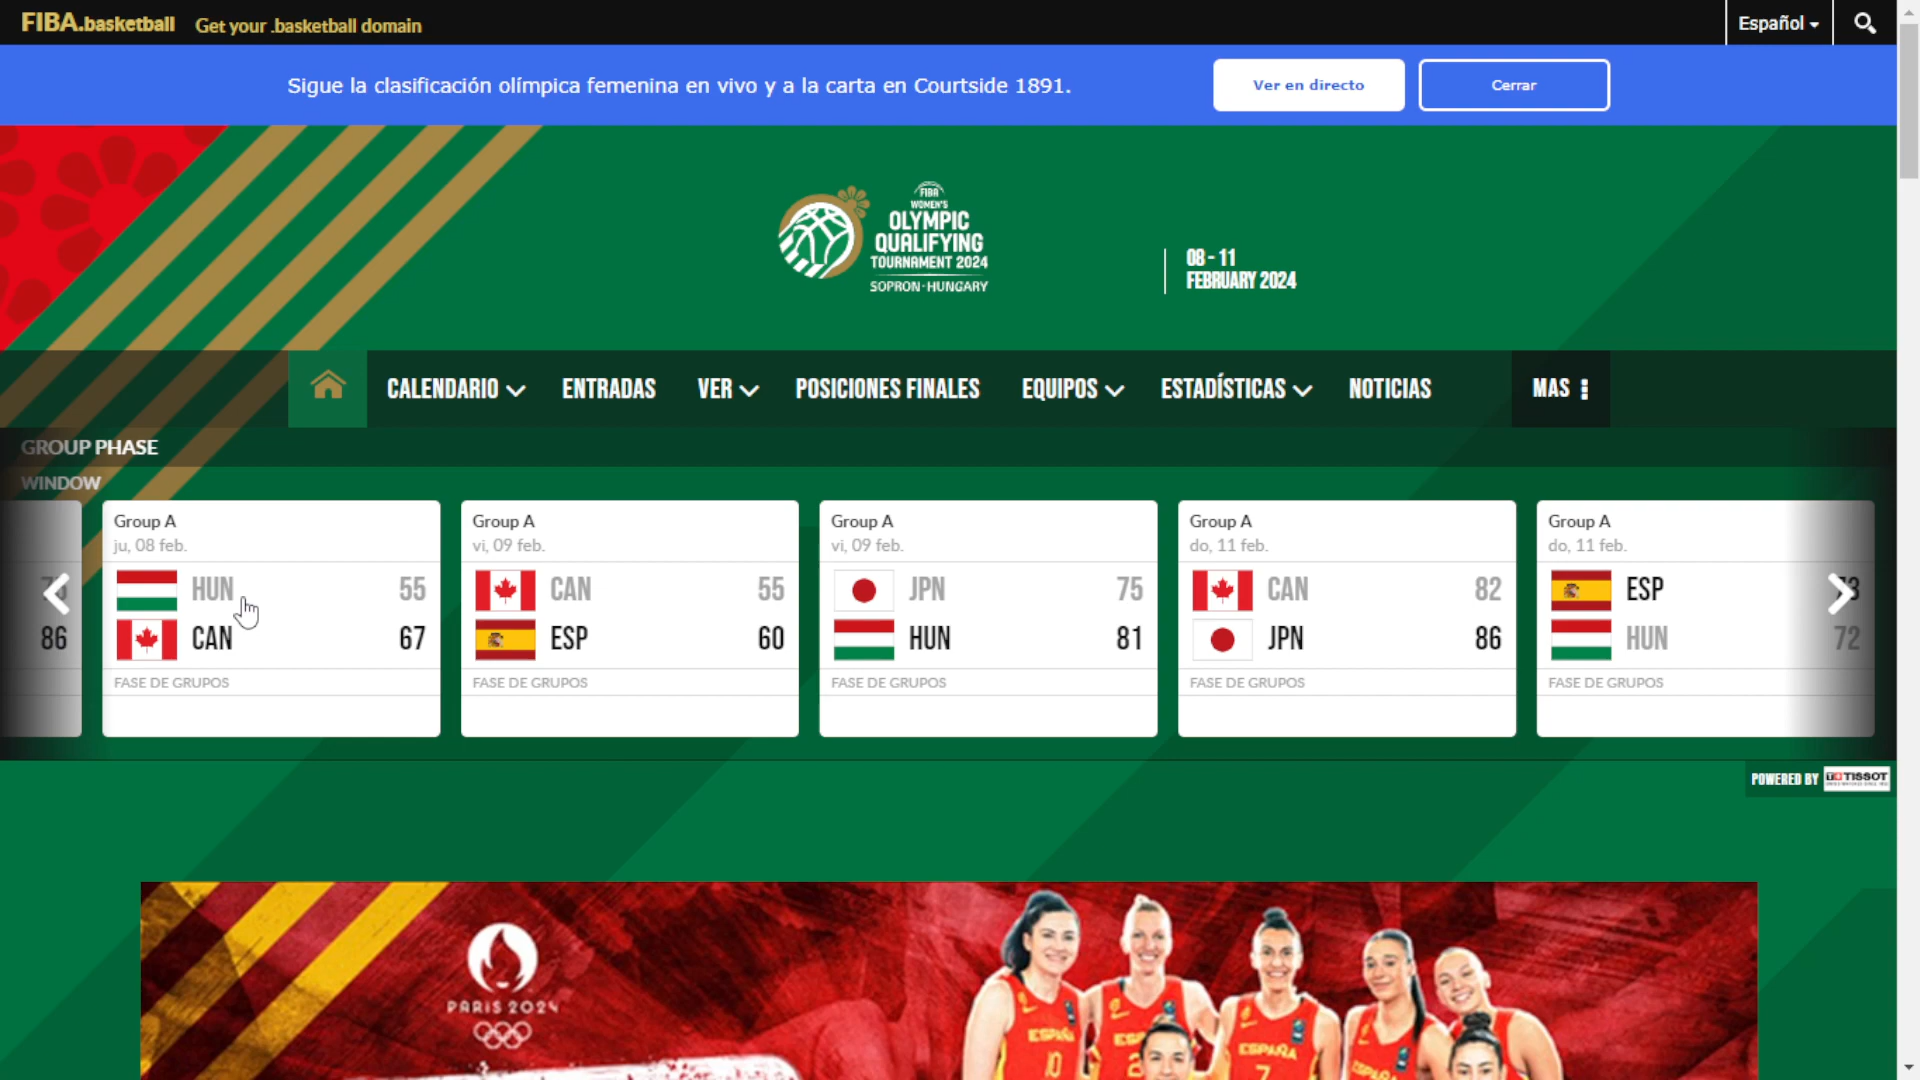 FIBA.basketball
Get your .basketball domain
Español
Sigue la clasificación olímpica femenina en vivo y a la carta en Courtside 1891.
Ver en directo
Cerrar
FIBA
WOMEN'S
OLYMPIC
QUALIFYING
TOURNAMENT 2024
SOPRON-HUNGARY
08 - 11
FEBRUARY 2024
CALENDARIO
ENTRADAS
VER
POSICIONES FINALES
EQUIPOS
ESTADÍSTICAS
NOTICIAS
MAS
GROUP PHASE
WINDOW
86
Group A
ju, 08 feb.
HUN 55
CAN 67
FASE DE GRUPOS
Group A
vi, 09 feb.
CAN 55
ESP 60
FASE DE GRUPOS
Group A
vi, 09 feb.
JPN 75
HUN 81
FASE DE GRUPOS
Group A
do, 11 feb.
CAN 82
JPN 86
FASE DE GRUPOS
Group A
do, 11 feb.
ESP
HUN 72
FASE DE GRUPOS
POWERED BY
TISSOT
PARIS 2024
ESPAÑA
10
ESPAÑA
7